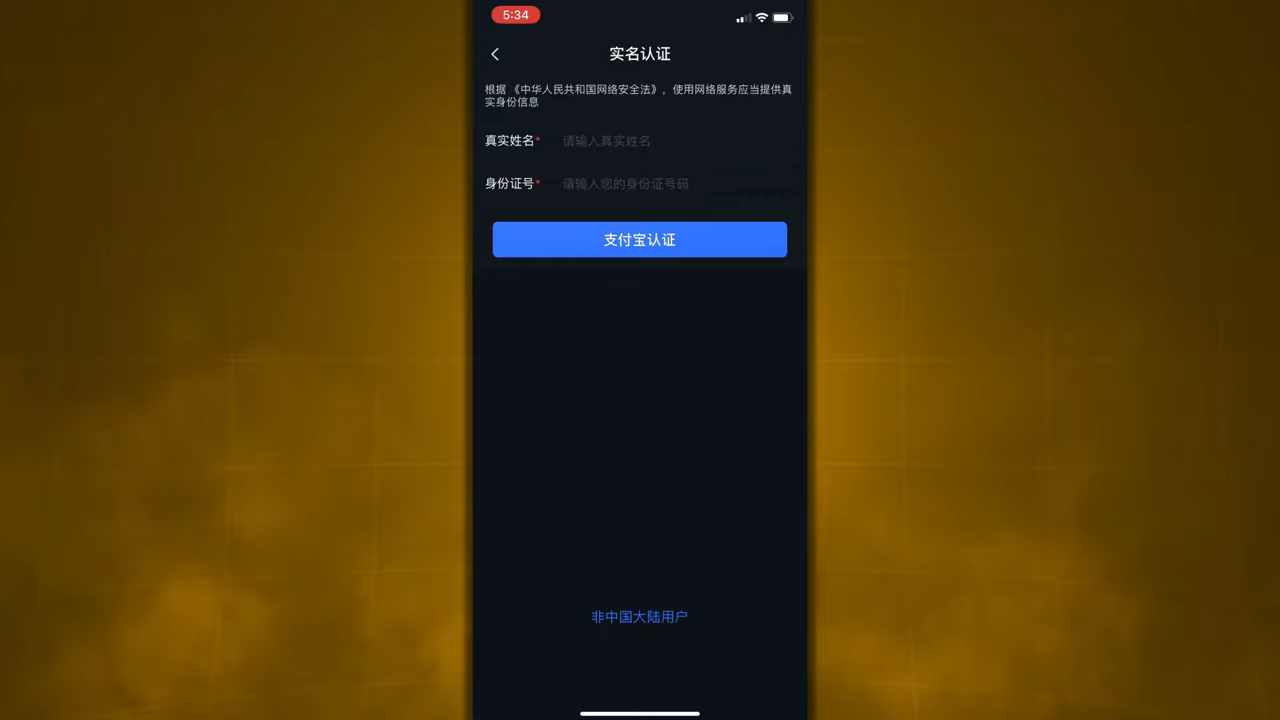 5:34
实名认证
根据 《中华人民共和国网络安全法》，使用网络服务应当提供真
实身份信息
真实姓名* 请输入真实姓名
身份证号* 请输入您的身份证号码
支付宝认证
非中国大陆用户